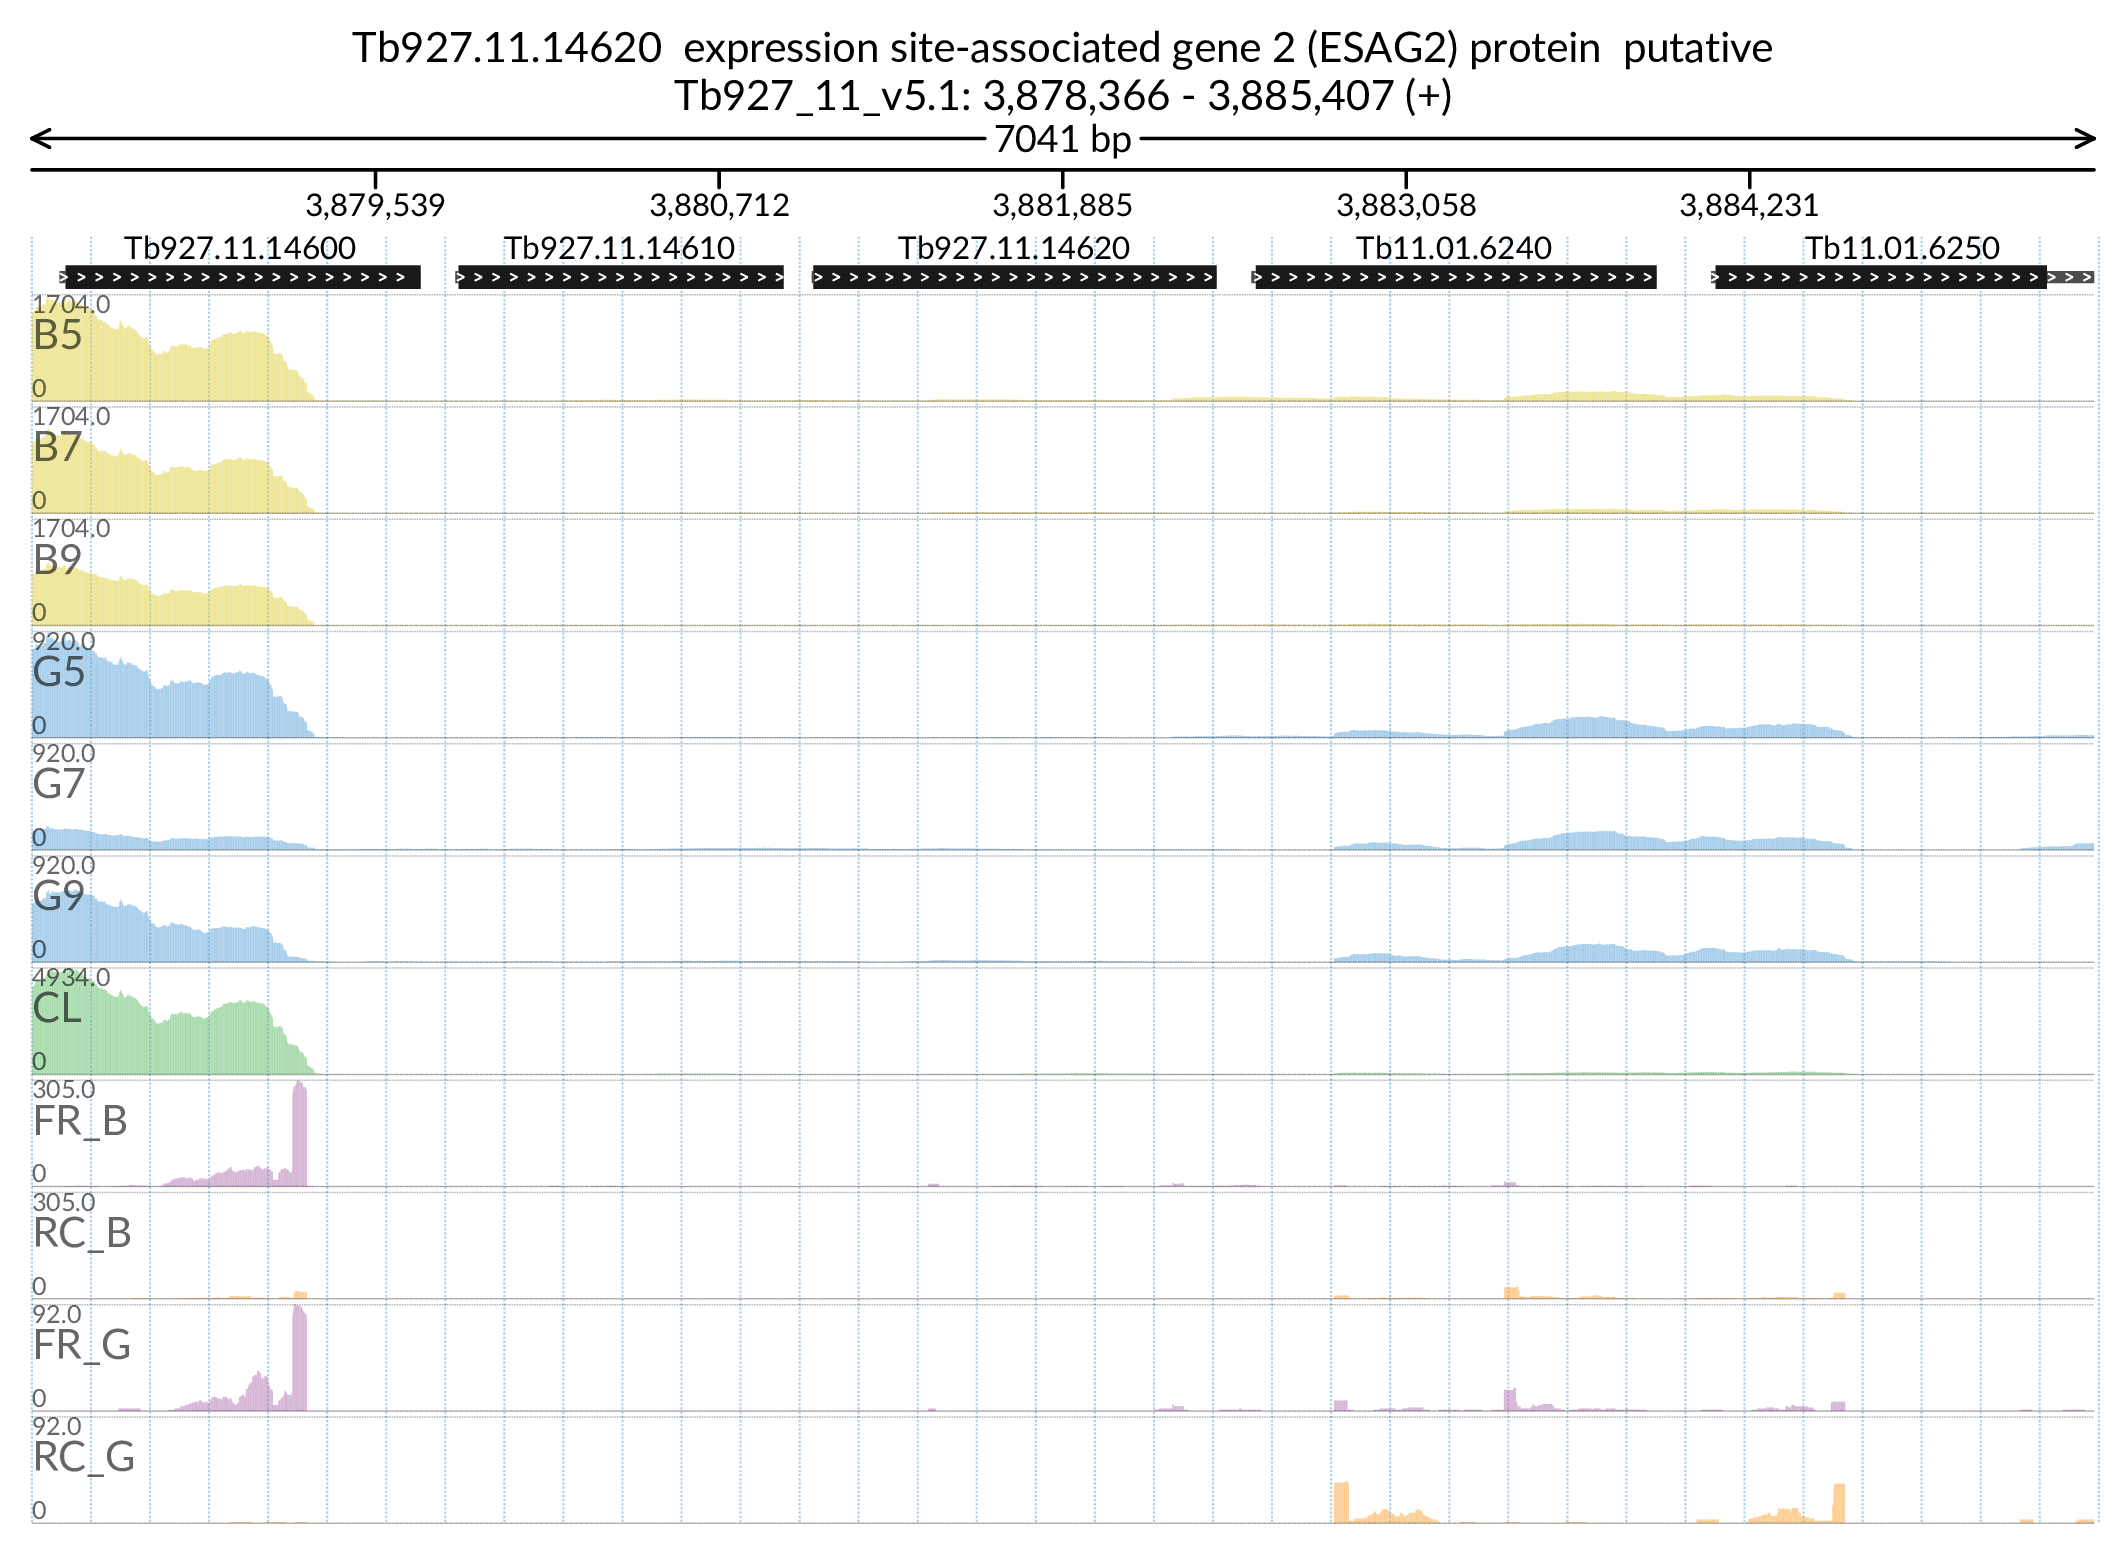 Tb927.11.14620  expression site-associated gene 2 (ESAG2) protein  putative
Tb927_11_v5.1: 3,878,366 - 3,885,407 (+)
7041 bp
3,879,539 3,880,712 3,881,885 3,883,058 3,884,231
Tb927.11.14600 Tb927.11.14610 Tb927.11.14620 Tb11.01.6240 Tb11.01.6250
1704.0
B5
0
1704.0
B7
0
1704.0
B9
0
920.0
G5
0
920.0
G7
0
920.0
G9
0
4934.0
CL
0
305.0
FR_B
0
305.0
RC_B
0
92.0
FR_G
0
92.0
RC_G
0